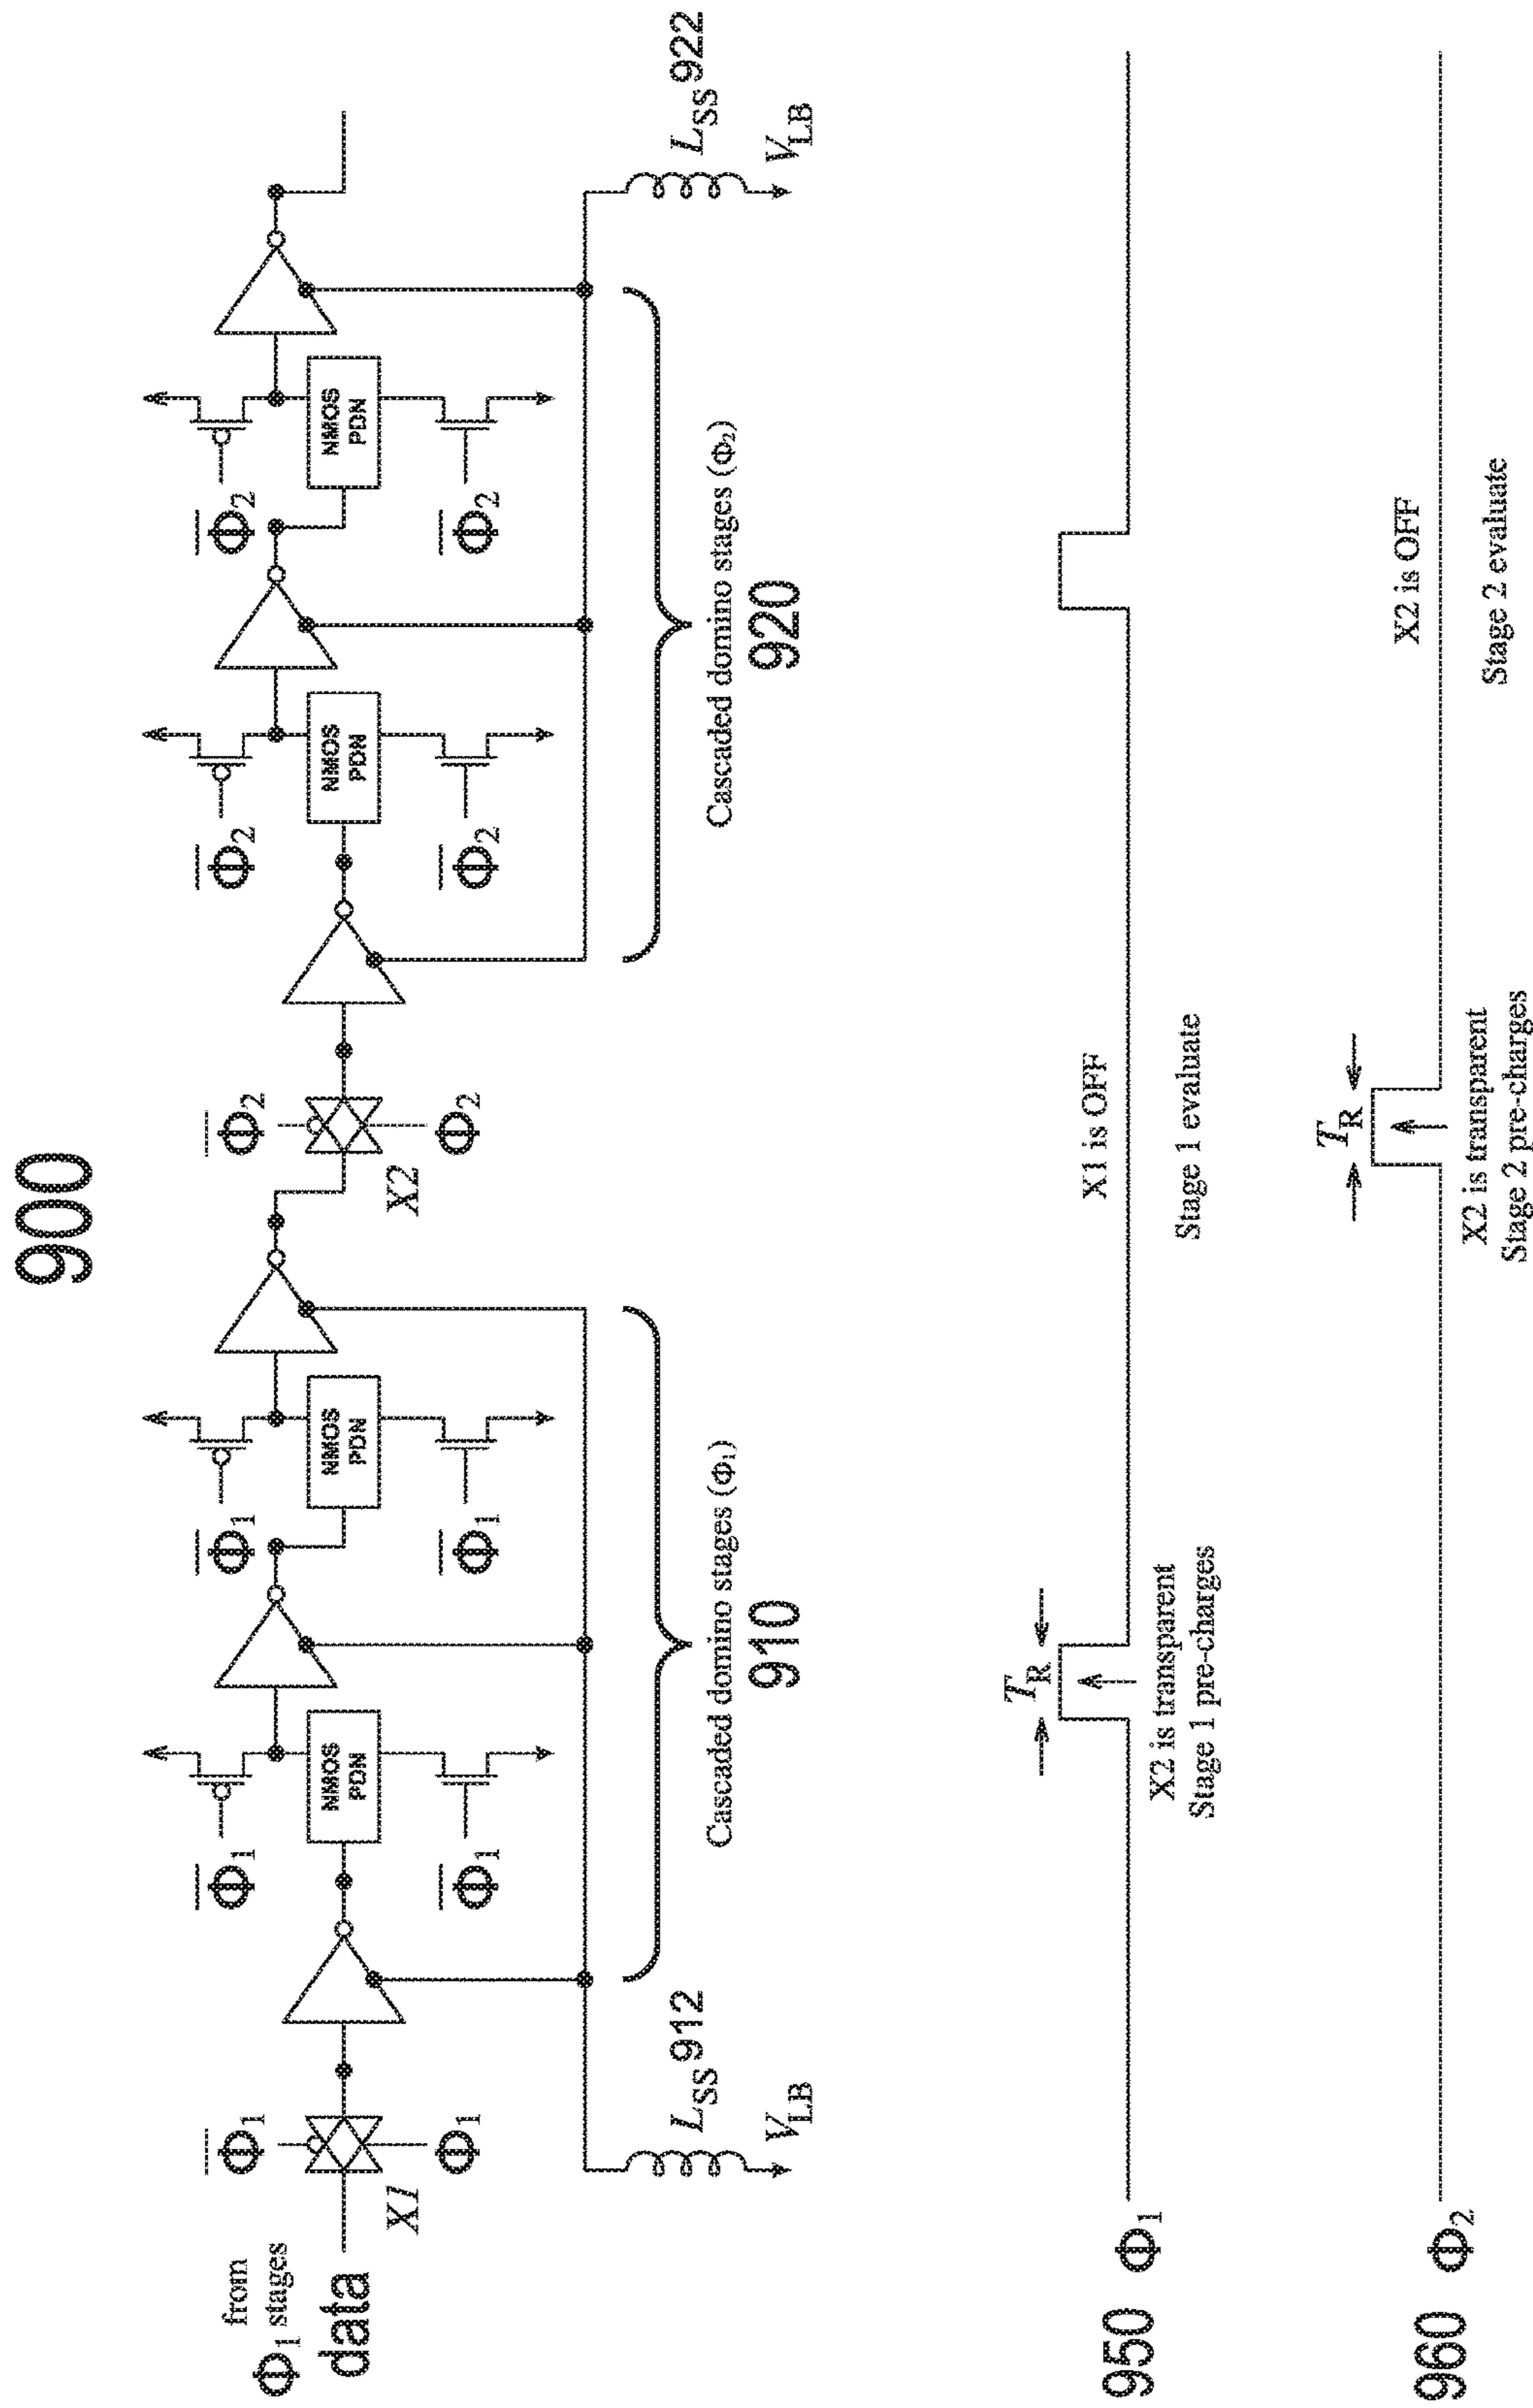 900
from
Φ1 stages
data
Φ̅1
X1
Φ1
Φ̅1
Φ̅1
NMOS
PDN
Φ̅1
Φ̅1
NMOS
PDN
Φ̅2
X2
Φ2
Φ̅2
Φ̅2
NMOS
PDN
Φ̅2
Φ̅2
NMOS
PDN
LSS 912
VLB
Cascaded domino stages (Φ1)
910
Cascaded domino stages (Φ2)
920
LSS 922
VLB
950 Φ1
TR
X2 is transparent
Stage 1 pre-charges
X1 is OFF
Stage 1 evaluate
960 Φ2
TR
X2 is transparent
Stage 2 pre-charges
X2 is OFF
Stage 2 evaluate